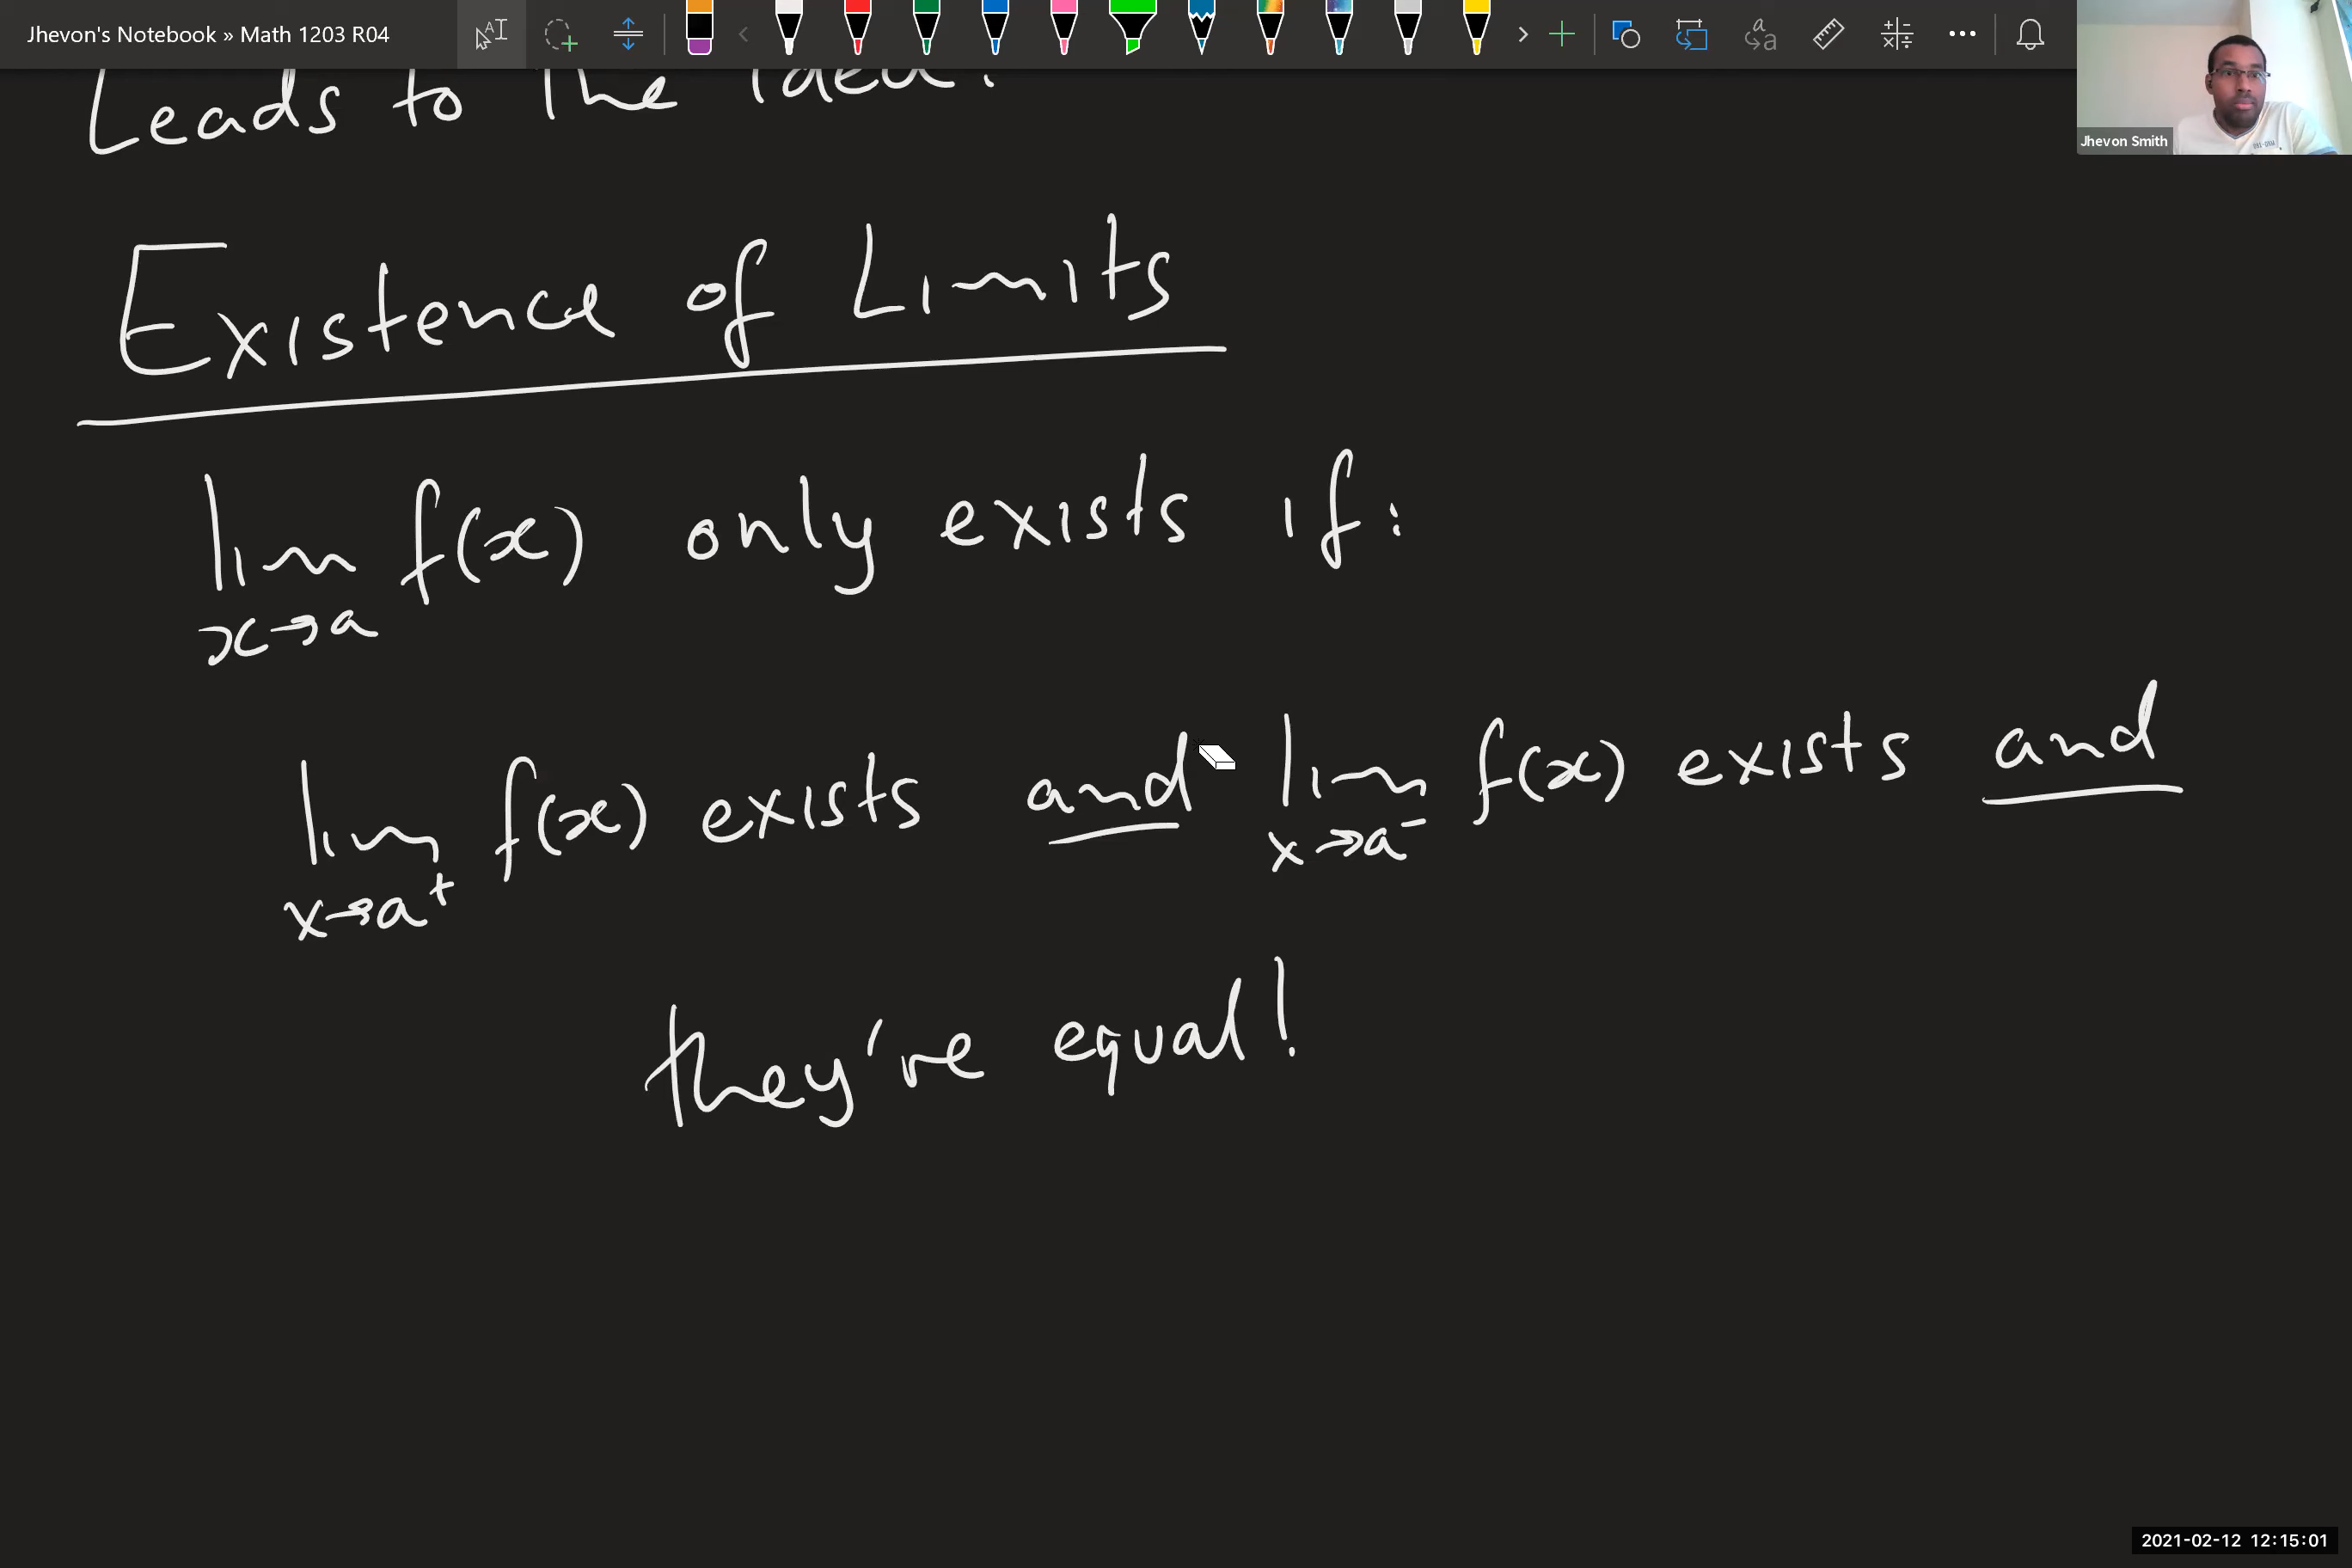 Jhevon's Notebook » Math 1203 R04
Jhevon Smith
Leads to the idea:
Existence of Limits
lim f(x) only exists if:
x→a
lim f(x) exists and lim f(x) exists and
x→a⁺ x→a⁻
they're equal!
2021-02-12 12:15:01